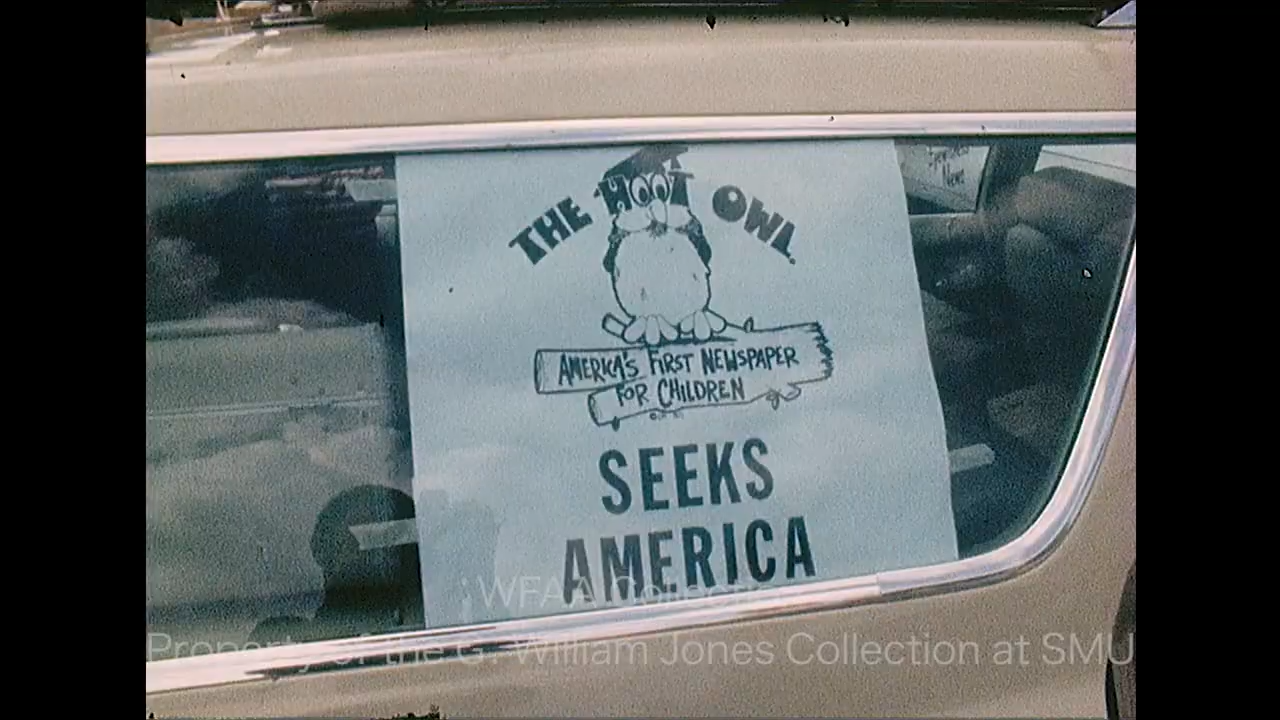 THE HOOT OWL
AMERICA'S FIRST NEWSPAPER
FOR CHILDREN
SEEKS
AMERICA
News
WFAA Collection
Property of the G. William Jones Collection at SMU